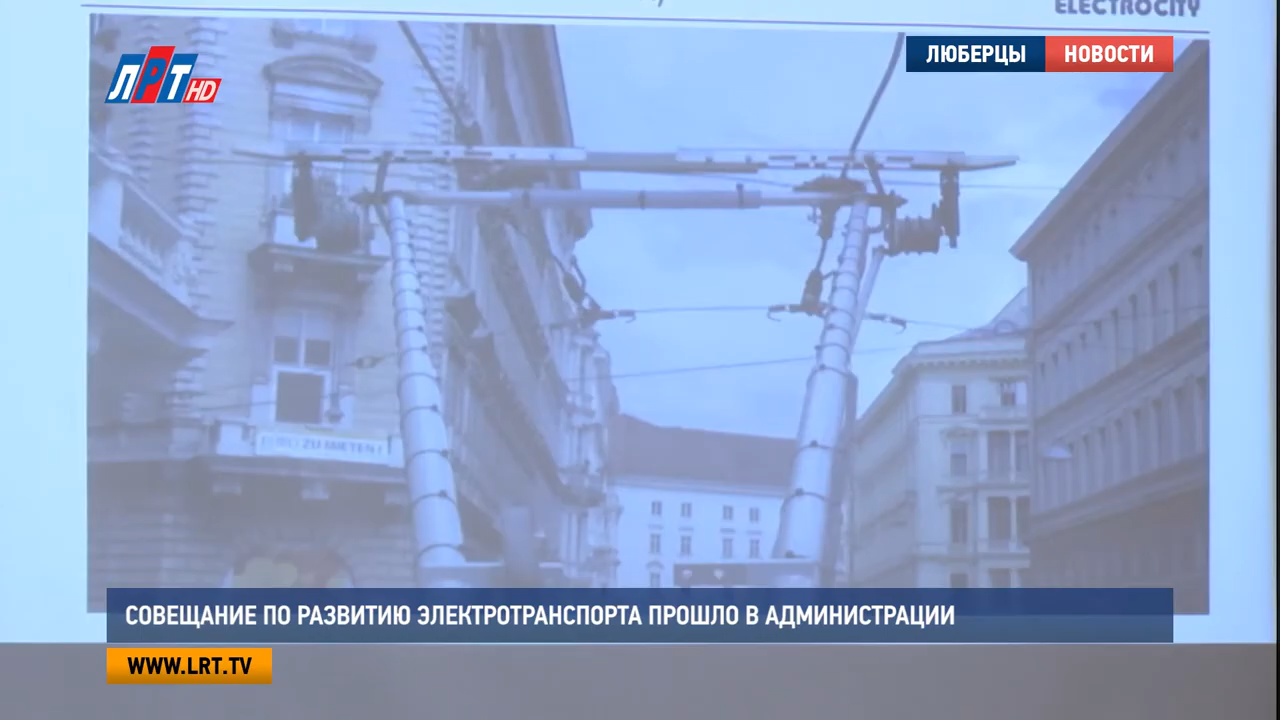 ELECTROCITY
ЛРТ HD
ЛЮБЕРЦЫ НОВОСТИ
ZU MIETEN!
СОВЕЩАНИЕ ПО РАЗВИТИЮ ЭЛЕКТРОТРАНСПОРТА ПРОШЛО В АДМИНИСТРАЦИИ
WWW.LRT.TV